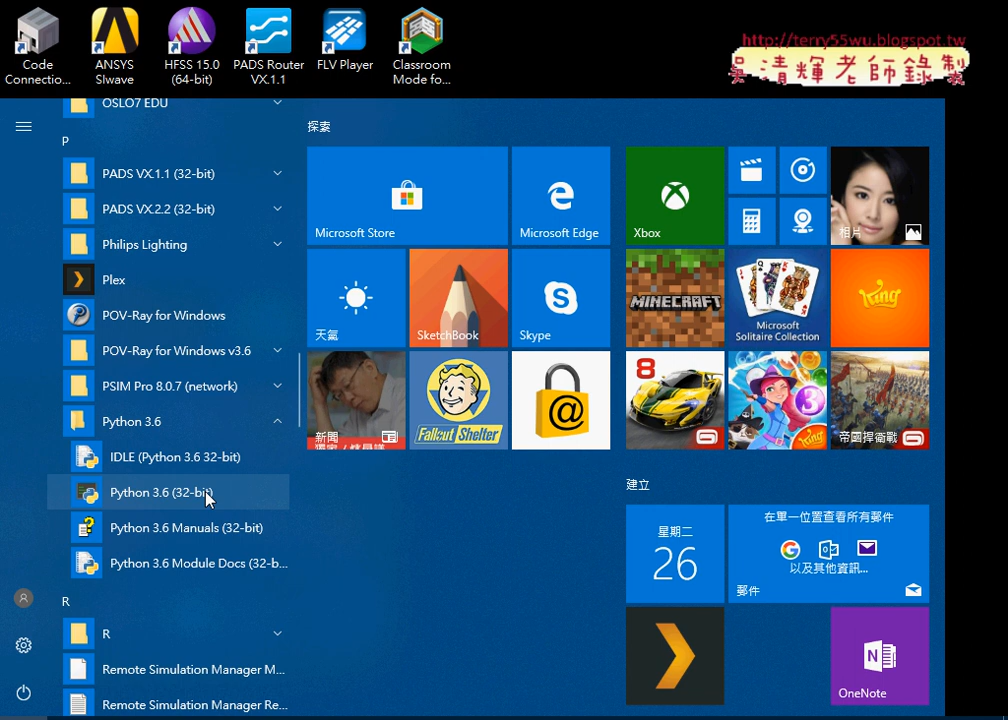 Code
Connectio...
ANSYS
SIwave
HFSS 15.0
(64-bit)
PADS Router
VX.1.1
FLV Player
Classroom
Mode fo...
http://terry55wu.blogspot.tw
吳清輝老師錄製
OSLO7 EDU
P
PADS VX.1.1 (32-bit)
PADS VX.2.2 (32-bit)
Philips Lighting
Plex
POV-Ray for Windows
POV-Ray for Windows v3.6
PSIM Pro 8.0.7 (network)
Python 3.6
IDLE (Python 3.6 32-bit)
Python 3.6 (32-bit)
Python 3.6 Manuals (32-bit)
Python 3.6 Module Docs (32-b...
R
R
Remote Simulation Manager M...
Remote Simulation Manager Re...
探索
Microsoft Store
Microsoft Edge
Xbox
相片
天氣
SketchBook
Skype
MINECRAFT
Microsoft
Solitaire Collection
King
新聞
Fallout Shelter
@
8
3
King
帝國捍衛戰
建立
星期二
26
在單一位置查看所有郵件
以及其他資訊...
郵件
N
OneNote